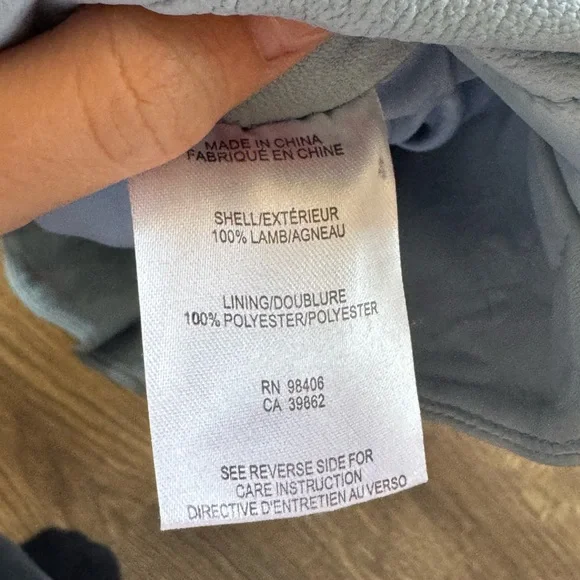 MADE IN CHINA
FABRIQUÉ EN CHINE
SHELL/EXTÉRIEUR
100% LAMB/AGNEAU
LINING/DOUBLURE
100% POLYESTER/POLYESTER
RN 98406
CA 39862
SEE REVERSE SIDE FOR
CARE INSTRUCTION
DIRECTIVE D'ENTRETIEN AU VERSO